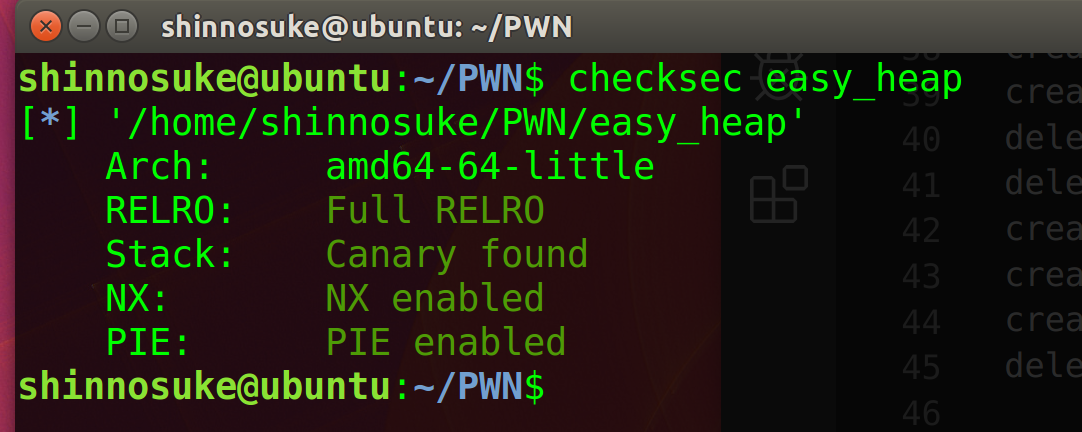 shinnosuke@ubuntu: ~/PWN
shinnosuke@ubuntu:~/PWN$ checksec easy_heap
[*] '/home/shinnosuke/PWN/easy_heap'
Arch: amd64-64-little
RELRO: Full RELRO
Stack: Canary found
NX: NX enabled
PIE: PIE enabled
shinnosuke@ubuntu:~/PWN$
38 crea
39 crea
40 dele
41 dele
42 crea
43 crea
44 crea
45 dele
46